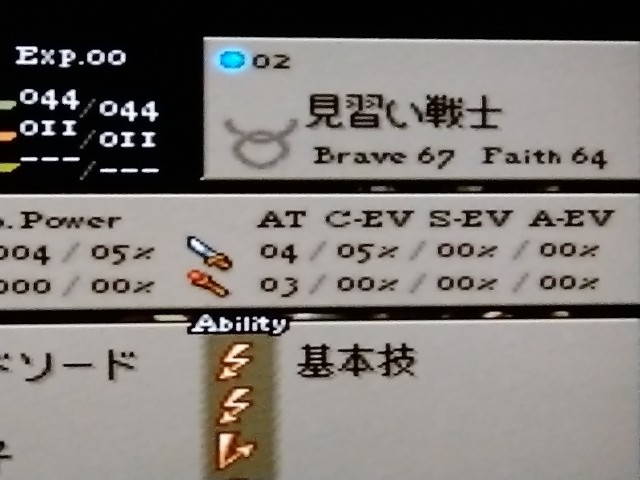 Exp.00
02
044/044
011/011
---/---
見習い戦士
Brave 67 Faith 64
.Power
AT C-EV S-EV A-EV
004 / 05% 04 / 05% / 00% / 00%
000 / 00% 03 / 00% / 00% / 00%
Ability
ドソード 基本技